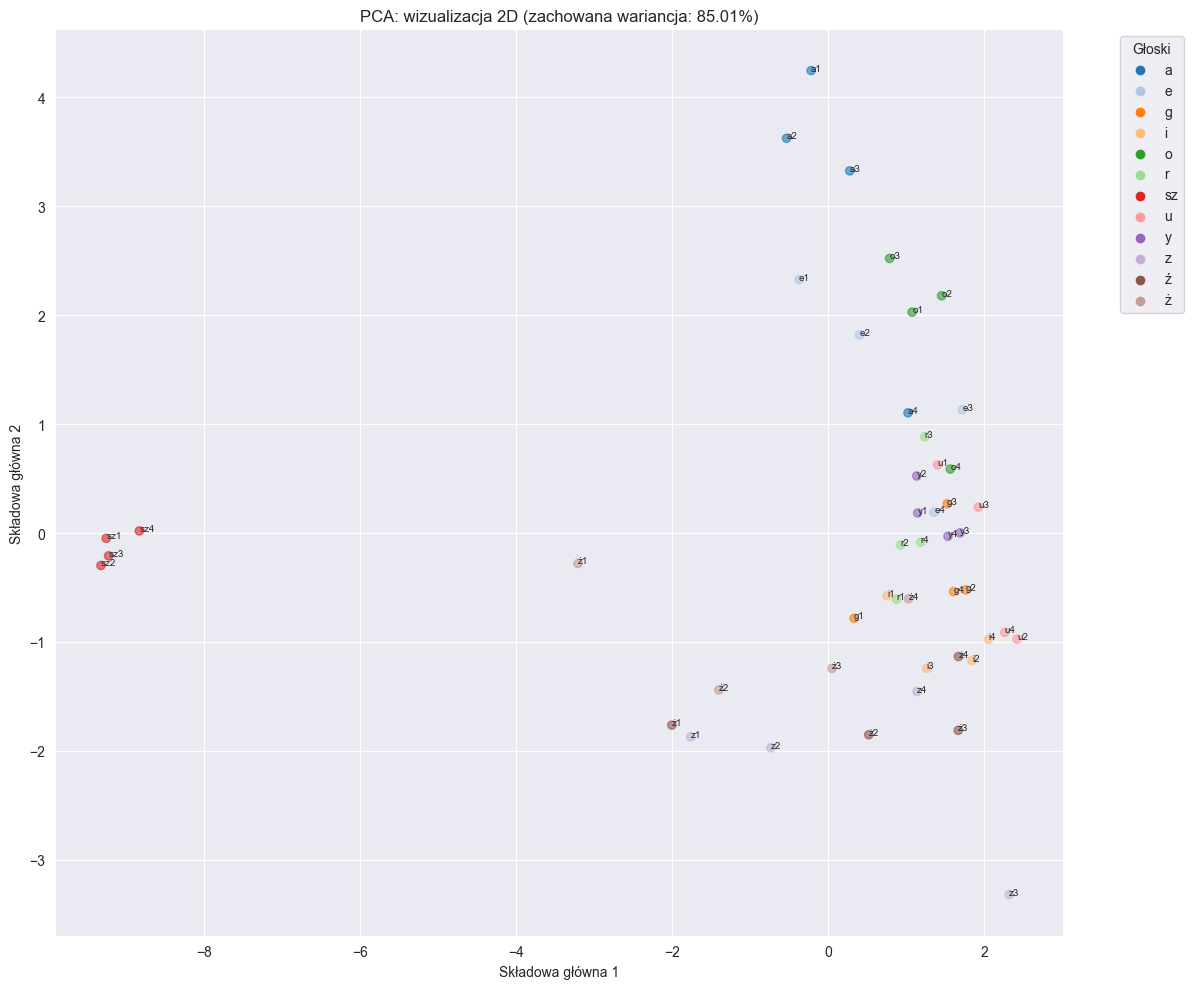 PCA: wizualizacja 2D (zachowana wariancja: 85.01%)
Składowa główna 2
4
3
2
1
0
−1
−2
−3
a1
a2
a3
o3
e1
o2
o1
e2
a4
e3
r3
u1
o4
y2
g3
u3
y1
e4
sz4
sz1
y3
y4
r4
r2
sz3
sz2
ż1
g2
g4
i1
r1
ż4
g1
u4
i4
u2
ź4
i2
ż3
i3
ż2
z4
ź1
ź3
ź2
z1
z2
z3
−8
−6
−4
−2
0
2
Składowa główna 1
Głoski
a
e
g
i
o
r
sz
u
y
z
ź
ż